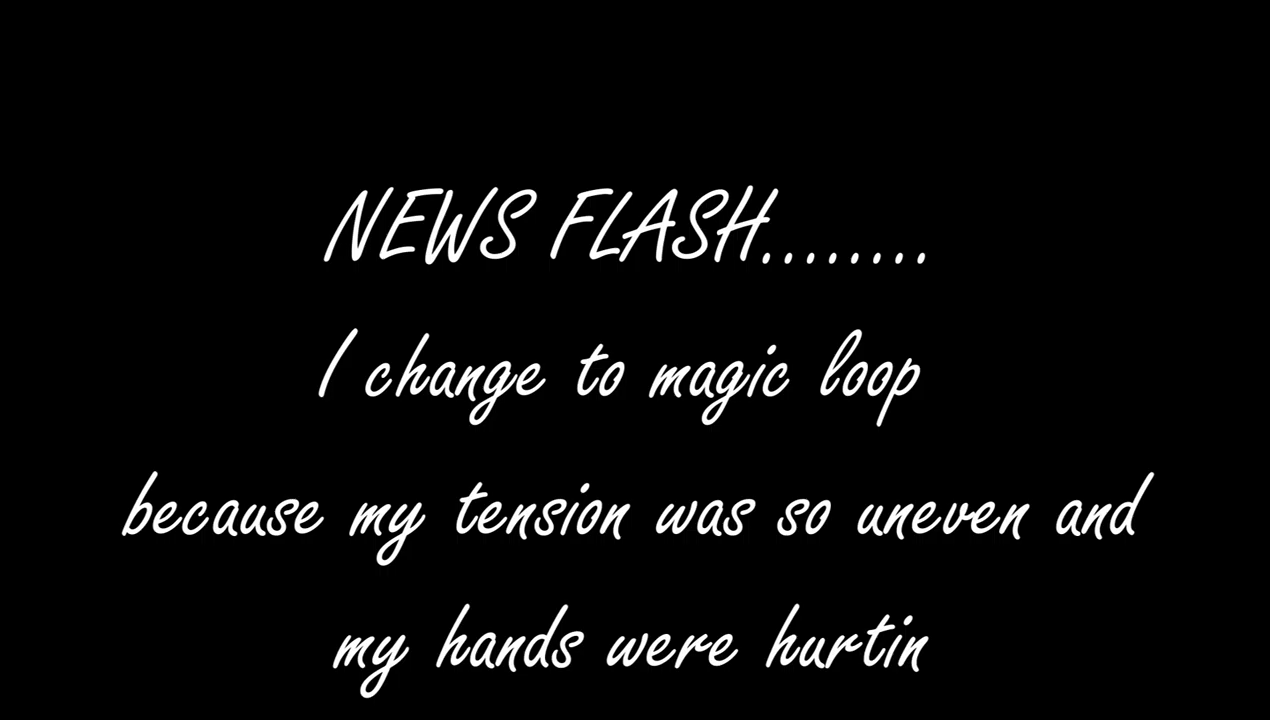 NEWS FLASH........
I change to magic loop
because my tension was so uneven and
my hands were hurtin